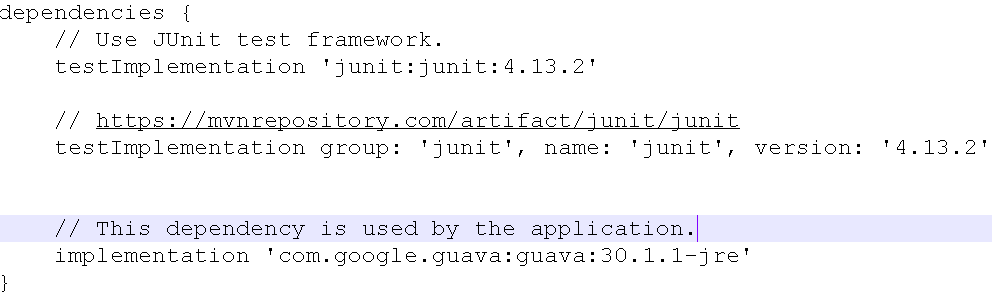 dependencies {
    // Use JUnit test framework.
    testImplementation 'junit:junit:4.13.2'
    // https://mvnrepository.com/artifact/junit/junit
    testImplementation group: 'junit', name: 'junit', version: '4.13.2'
    // This dependency is used by the application.
    implementation 'com.google.guava:guava:30.1.1-jre'
}